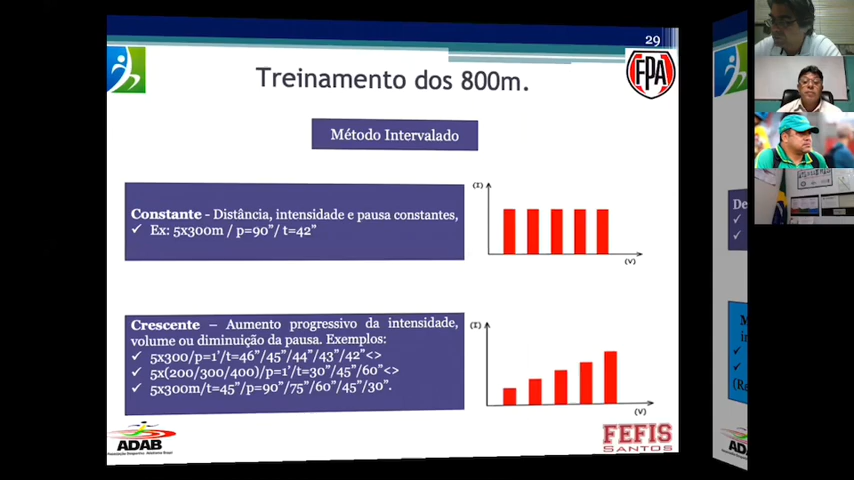 29
Treinamento dos 800m.
FPA
Método Intervalado
Constante - Distância, intensidade e pausa constantes,
✓ Ex: 5x300m / p=90”/ t=42”
(I)
(V)
Crescente – Aumento progressivo da intensidade,
volume ou diminuição da pausa. Exemplos:
✓ 5x300/p=1’/t=46”/45”/44”/43”/42”<>
✓ 5x(200/300/400)/p=1’/t=30”/45”/60”<>
✓ 5x300m/t=45”/p=90”/75”/60”/45”/30”.
(I)
(V)
ADAB
FEFIS
SANTOS
De
M
i
(Ra